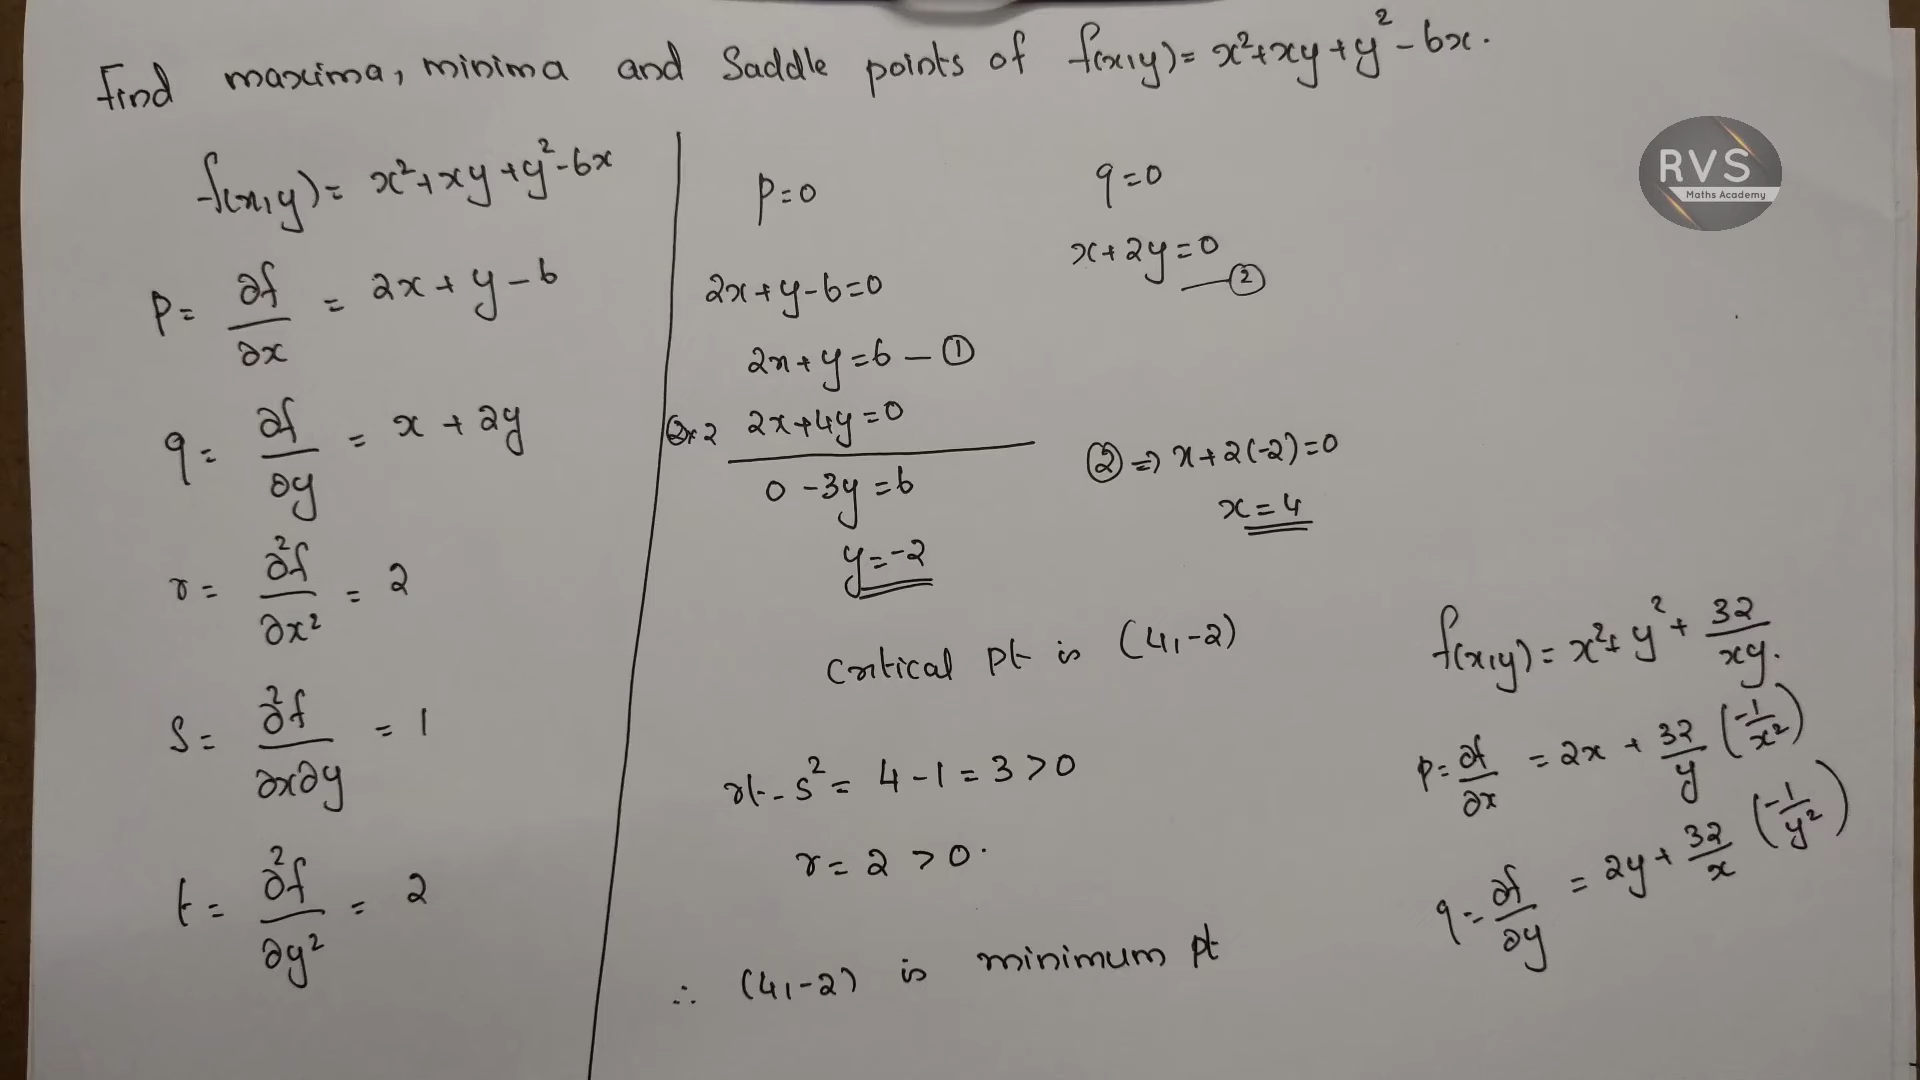 Find maxima, minima and Saddle points of f(x,y)= x²+xy+y²-6x.
f(x,y)= x²+xy+y²-6x
p= ∂f/∂x = 2x+y-6
q= ∂f/∂y = x+2y
r= ∂²f/∂x² = 2
S= ∂²f/∂x∂y = 1
t= ∂²f/∂y² = 2
p=0
2x+y-6=0
2x+y=6 — ①
②x2 2x+4y=0
0-3y=6
y=-2
q=0
x+2y=0 — ②
② ⇒ x+2(-2)=0
x=4
Critical pt is (4,-2)
rt-s²= 4-1=3>0
r=2>0.
∴ (4,-2) is minimum pt
f(x,y)= x²+y²+ 32/xy.
p= ∂f/∂x = 2x + 32/y (-1/x²)
q= ∂f/∂y = 2y+ 32/x (-1/y²)
RVS
Maths Academy